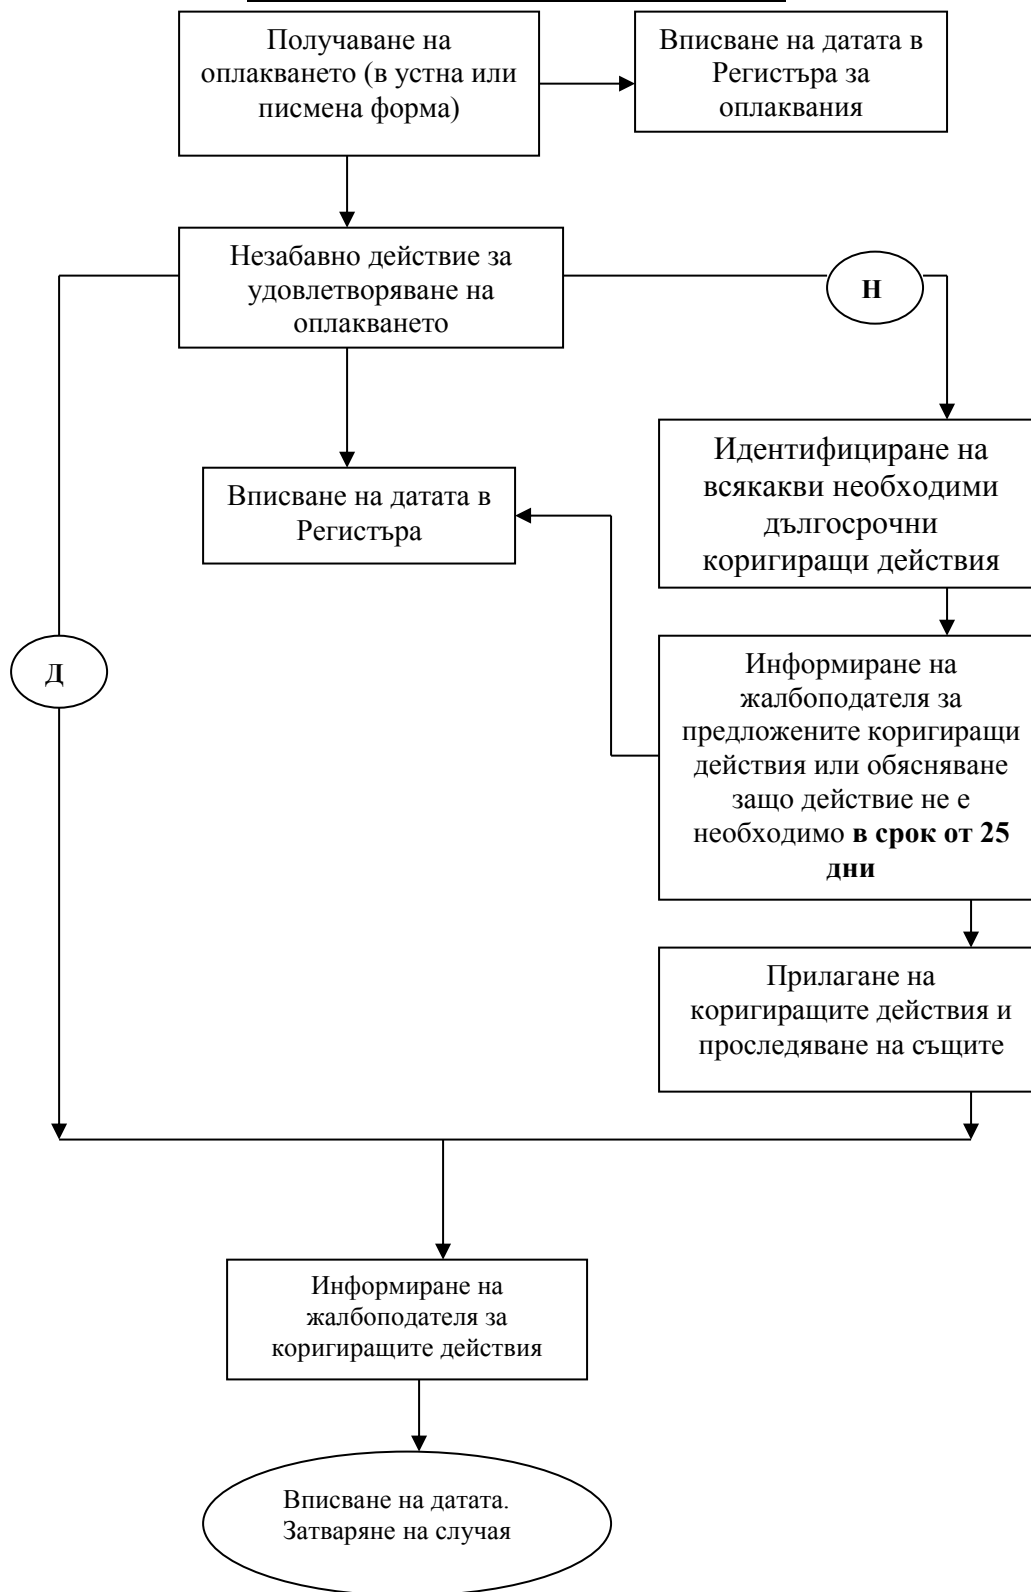 Получаване на
оплакването (в устна или
писмена форма)
Вписване на датата в
Регистъра за
оплаквания
Незабавно действие за
удовлетворяване на
оплакването
Н
Идентифициране на
всякакви необходими
дългосрочни
коригиращи действия
Вписване на датата в
Регистъра
Д
Информиране на
жалбоподателя за
предложените коригиращи
действия или обясняване
защо действие не е
необходимо в срок от 25
дни
Прилагане на
коригиращите действия и
проследяване на същите
Информиране на
жалбоподателя за
коригиращите действия
Вписване на датата.
Затваряне на случая